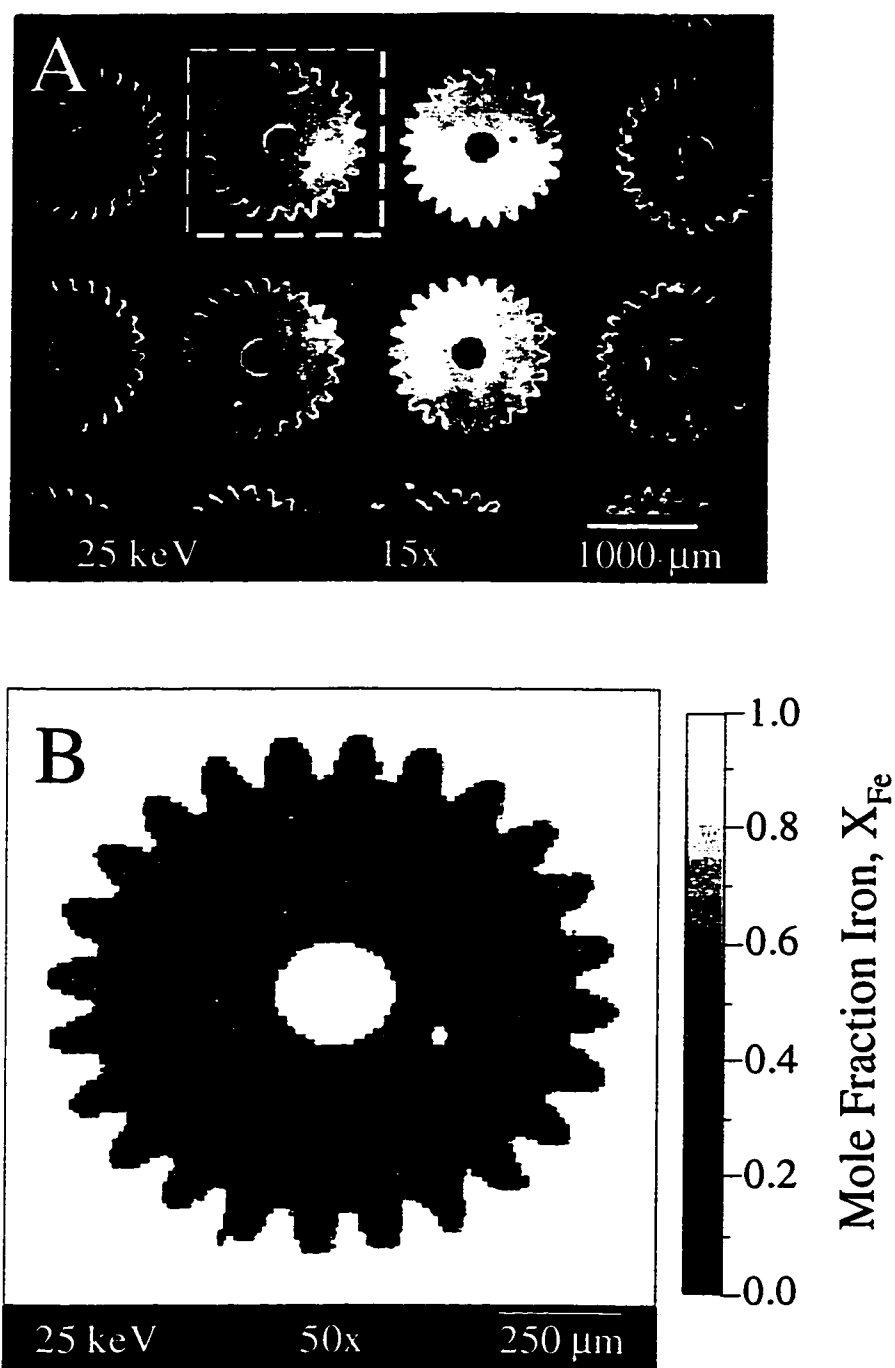 A
25 keV 15x 1000 μm
B
1.0
0.8
0.6
0.4
0.2
0.0
Mole Fraction Iron, X_Fe
25 keV 50x 250 μm